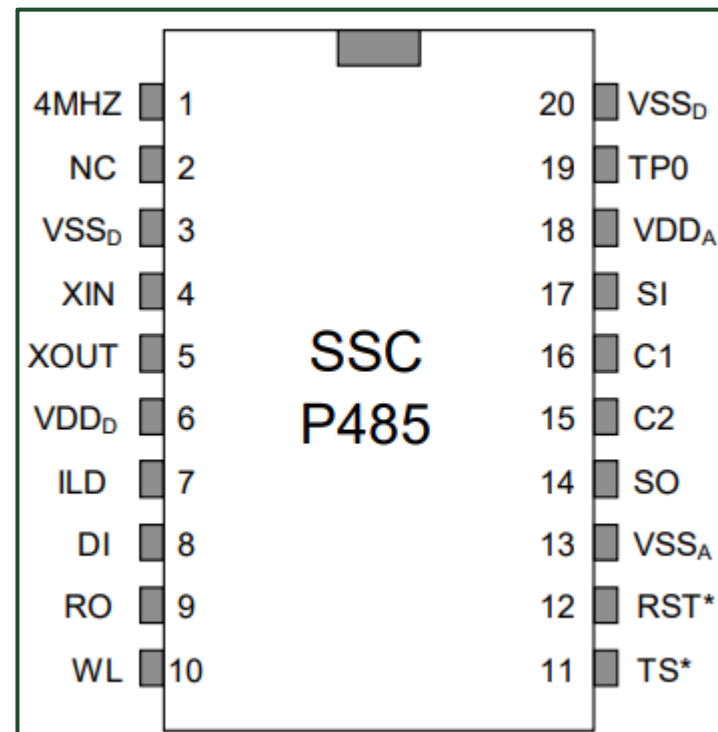 4MHZ 1 20 VSSD
NC 2 19 TP0
VSSD 3 18 VDDA
XIN 4 17 SI
XOUT 5 16 C1
VDDD 6 15 C2
ILD 7 14 SO
DI 8 13 VSSA
RO 9 12 RST*
WL 10 11 TS*
SSC
P485